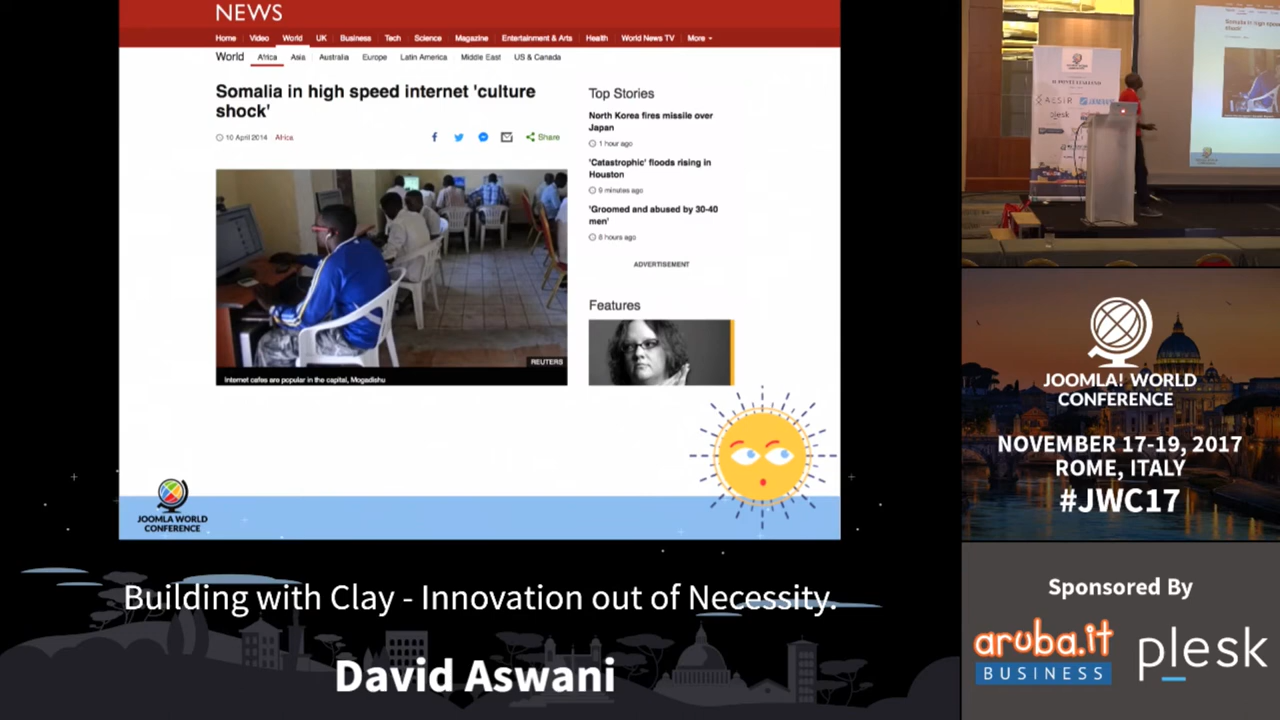 NEWS
Home Video World UK Business Tech Science Magazine Entertainment & Arts Health World News TV More
World Africa Asia Australia Europe Latin America Middle East US & Canada
Somalia in high speed internet 'culture
shock'
10 April 2014 Africa
Share
REUTERS
Internet cafes are popular in the capital, Mogadishu
Top Stories
North Korea fires missile over
Japan
1 hour ago
'Catastrophic' floods rising in
Houston
9 minutes ago
'Groomed and abused by 30-40
men'
8 hours ago
ADVERTISEMENT
Features
JOOMLA WORLD
CONFERENCE
Building with Clay - Innovation out of Necessity.
David Aswani
plesk
JOOMLA! WORLD
CONFERENCE
NOVEMBER 17-19, 2017
ROME, ITALY
#JWC17
Sponsored By
aruba.it
BUSINESS
plesk